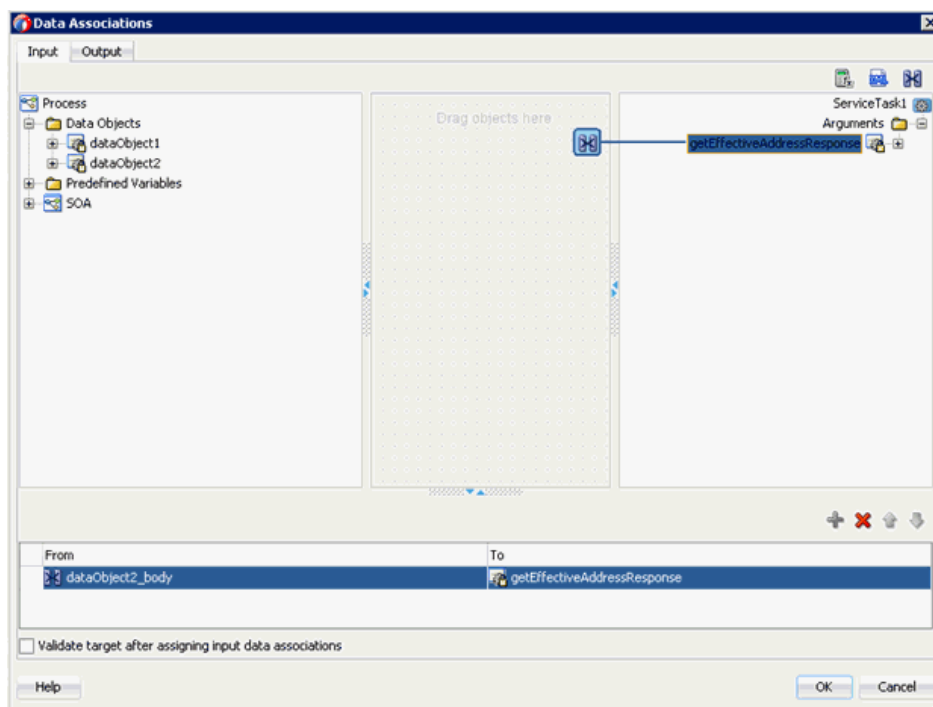 Data Associations
Input Output
Process
Data Objects
dataObject1
dataObject2
Predefined Variables
SOA
Drag objects here
ServiceTask1
Arguments
getEffectiveAddressResponse
From To
dataObject2_body getEffectiveAddressResponse
Validate target after assigning input data associations
Help OK Cancel